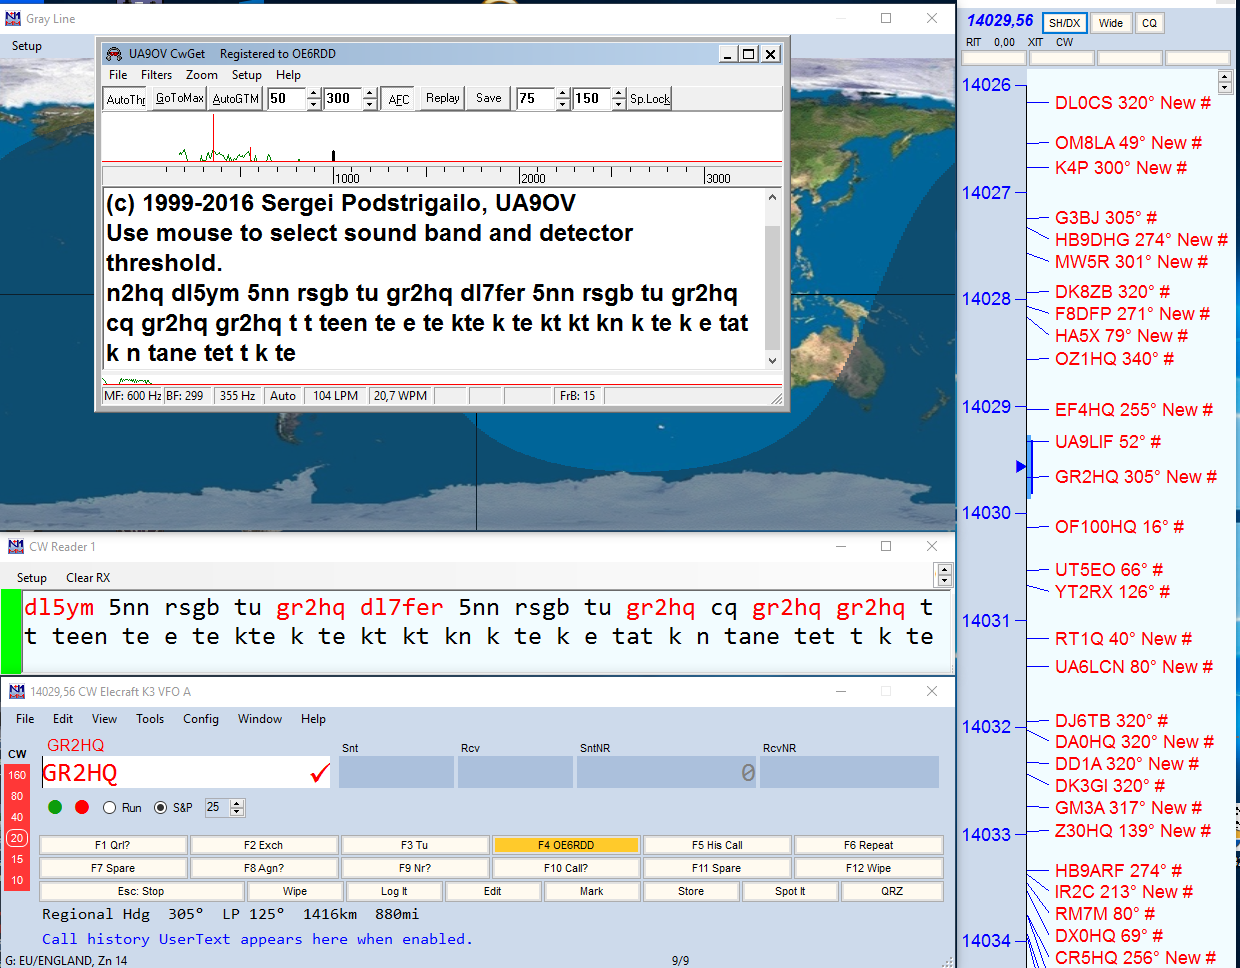 Gray Line
Setup
UA9OV CwGet Registered to OE6RDD
File Filters Zoom Setup Help
AutoThr GoToMax AutoGTM 50 300 AFC Replay Save 75 150 Sp.Lock
1000 2000 3000
(c) 1999-2016 Sergei Podstrigailo, UA9OV
Use mouse to select sound band and detector
threshold.
n2hq dl5ym 5nn rsgb tu gr2hq dl7fer 5nn rsgb tu gr2hq
cq gr2hq gr2hq t t teen te e te kte k te kt kt kn k te k e tat
k n tane tet t k te
MF: 600 Hz BF: 299 355 Hz Auto 104 LPM 20,7 WPM FrB: 15
CW Reader 1
Setup Clear RX
dl5ym 5nn rsgb tu gr2hq dl7fer 5nn rsgb tu gr2hq cq gr2hq gr2hq t
t teen te e te kte k te kt kt kn k te k e tat k n tane tet t k te
14029,56 CW Elecraft K3 VFO A
File Edit View Tools Config Window Help
GR2HQ
Snt Rcv SntNR RcvNR
CW
GR2HQ 0
160
80
40
20
15
10
Run S&P 25
F1 Qrl? F2 Exch F3 Tu F4 OE6RDD F5 His Call F6 Repeat
F7 Spare F8 Agn? F9 Nr? F10 Call? F11 Spare F12 Wipe
Esc: Stop Wipe Log It Edit Mark Store Spot It QRZ
Regional Hdg 305° LP 125° 1416km 880mi
Call history UserText appears here when enabled.
G: EU/ENGLAND, Zn 14 9/9
14029,56 SH/DX Wide CQ
RIT 0,00 XIT CW
14026
DL0CS 320° New #
OM8LA 49° New #
K4P 300° New #
14027
G3BJ 305° #
HB9DHG 274° New #
MW5R 301° New #
DK8ZB 320° #
14028
F8DFP 271° New #
HA5X 79° New #
OZ1HQ 340° #
14029
EF4HQ 255° New #
UA9LIF 52° #
GR2HQ 305° New #
14030
OF100HQ 16° #
UT5EO 66° #
YT2RX 126° #
14031
RT1Q 40° New #
UA6LCN 80° New #
DJ6TB 320° #
14032
DA0HQ 320° New #
DD1A 320° New #
DK3GI 320° #
GM3A 317° New #
Z30HQ 139° New #
14033
HB9ARF 274° #
IR2C 213° New #
RM7M 80° #
DX0HQ 69° #
14034
CR5HQ 256° New #